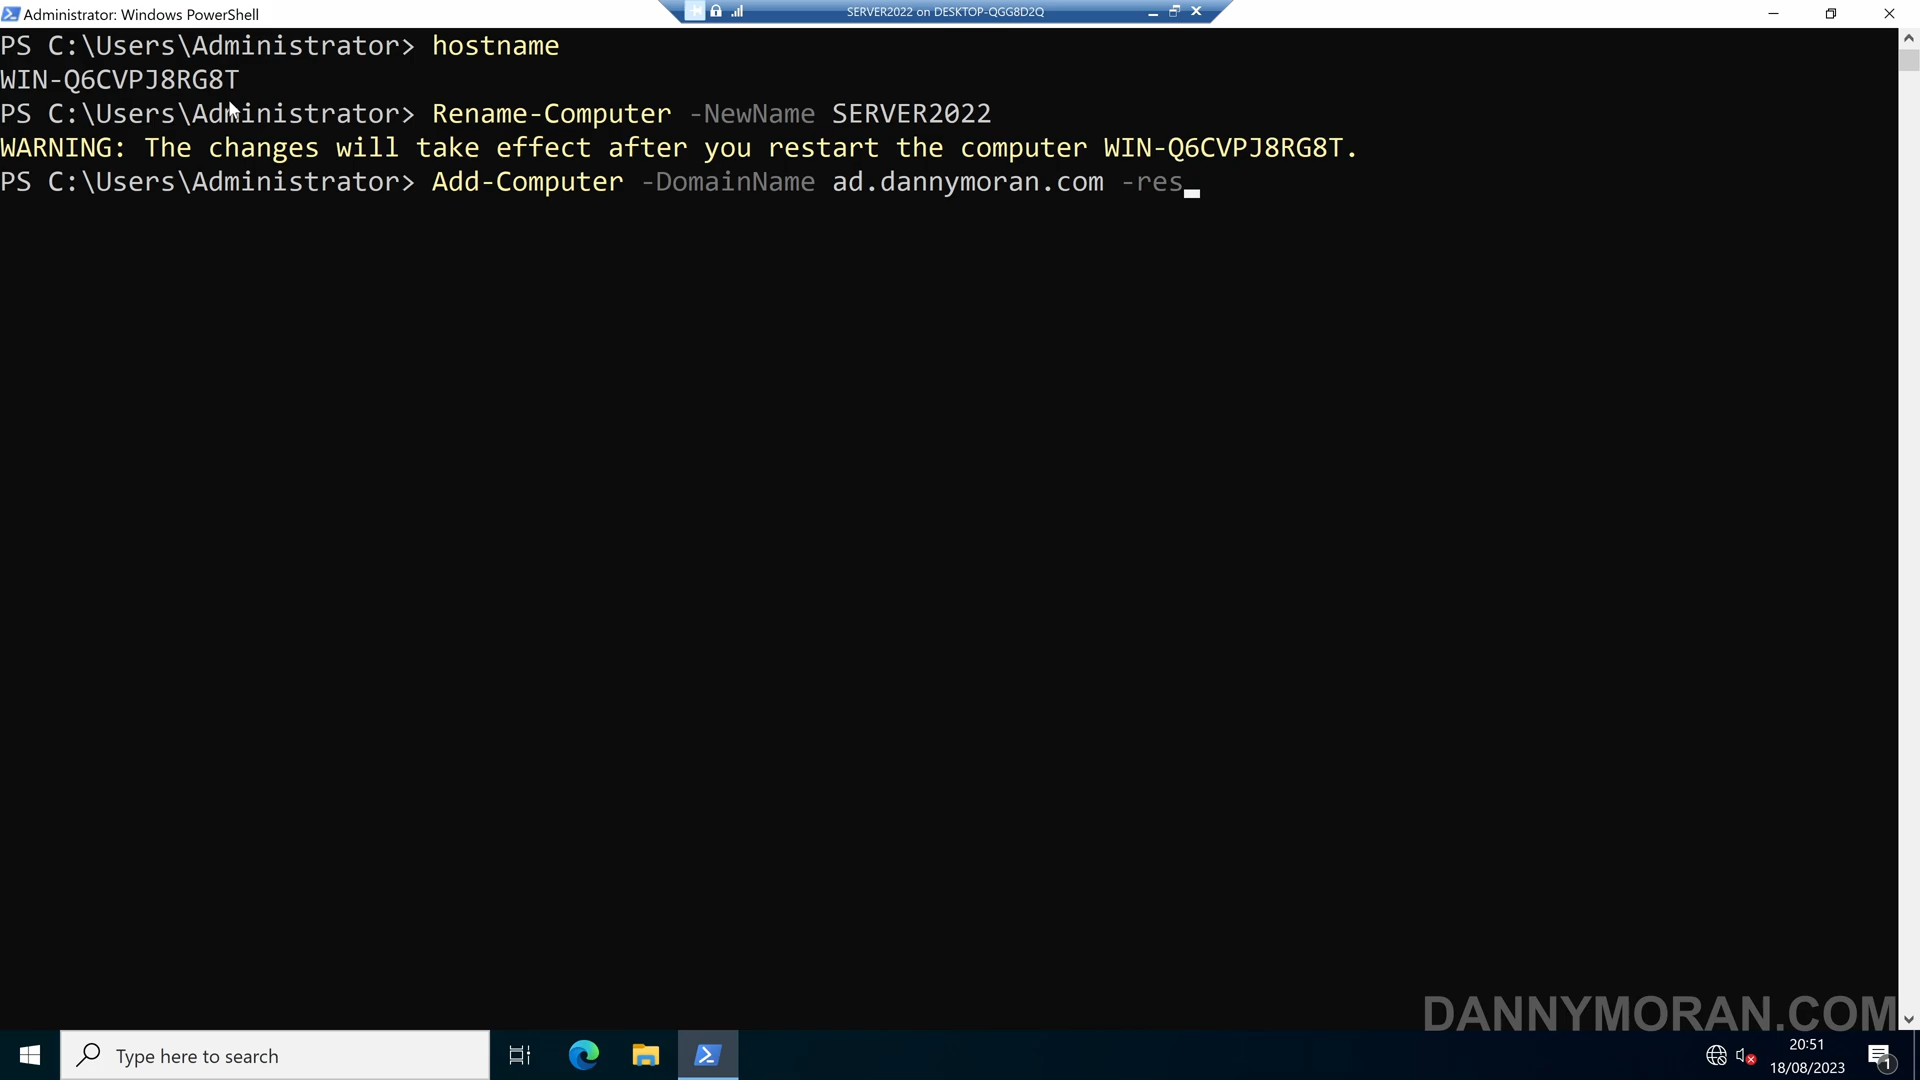 Administrator: Windows PowerShell
SERVER2022 on DESKTOP-QGG8D2Q
PS C:\Users\Administrator> hostname
WIN-Q6CVPJ8RG8T
PS C:\Users\Administrator> Rename-Computer -NewName SERVER2022
WARNING: The changes will take effect after you restart the computer WIN-Q6CVPJ8RG8T.
PS C:\Users\Administrator> Add-Computer -DomainName ad.dannymoran.com -res
DANNYMORAN.COM
Type here to search
20:51
18/08/2023
1